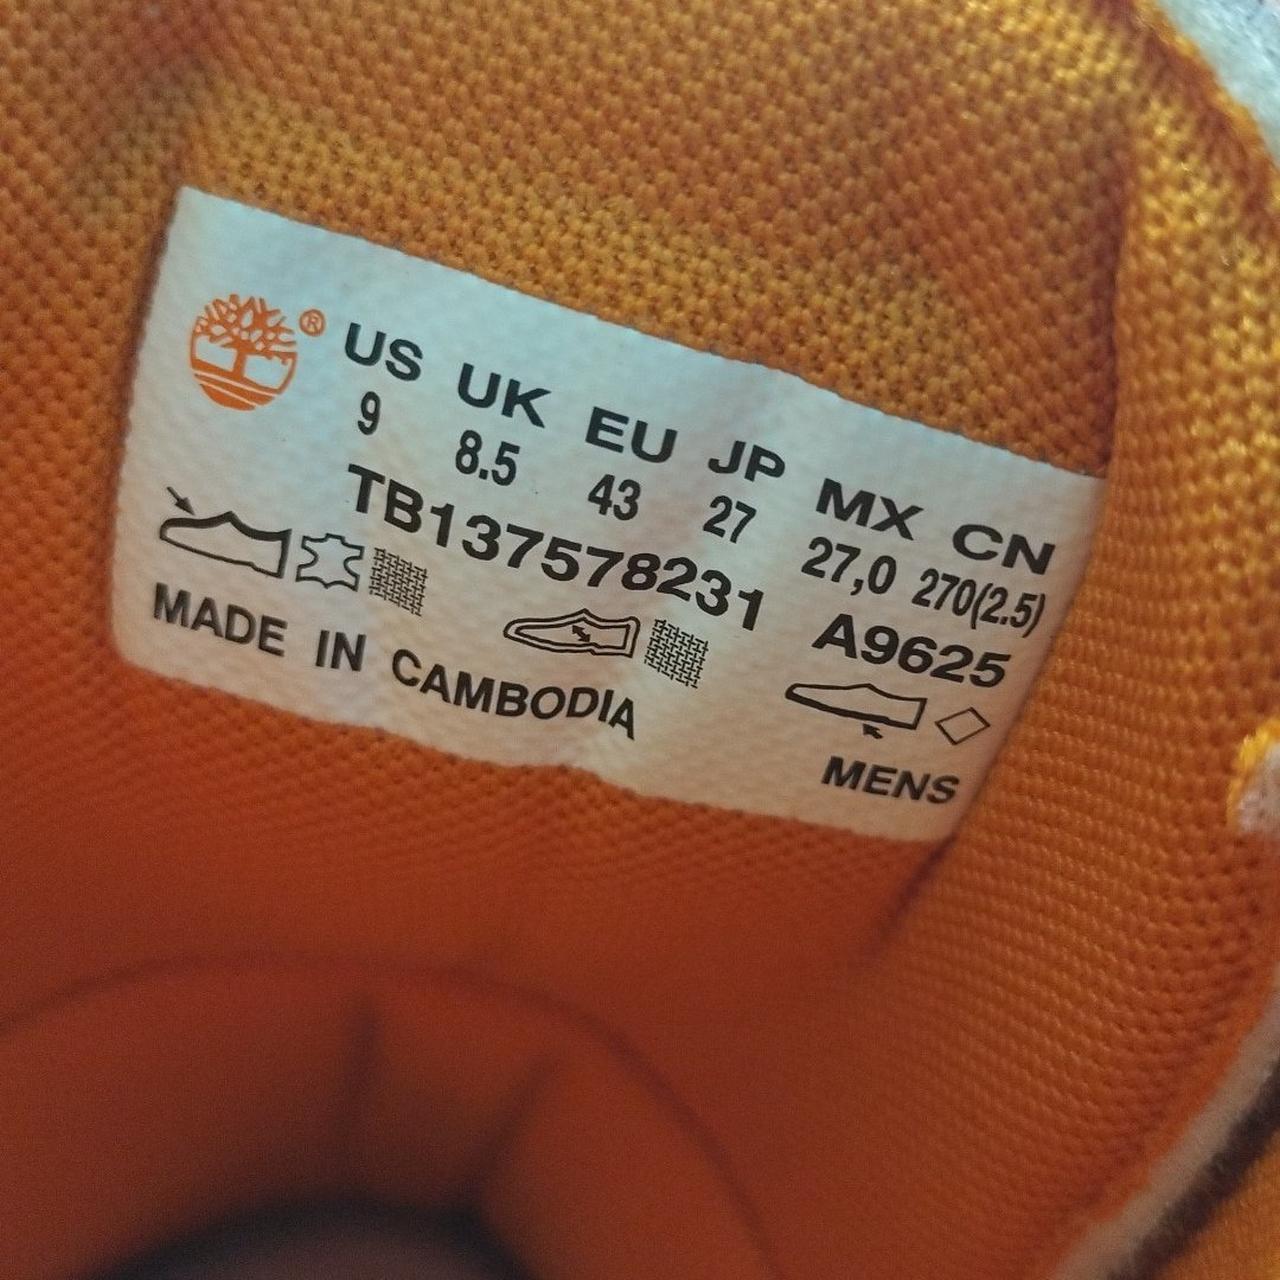 ® US UK EU JP MX CN
9 8.5 43 27 27,0 270(2.5)
TB137578231 A9625
MADE IN CAMBODIA MENS